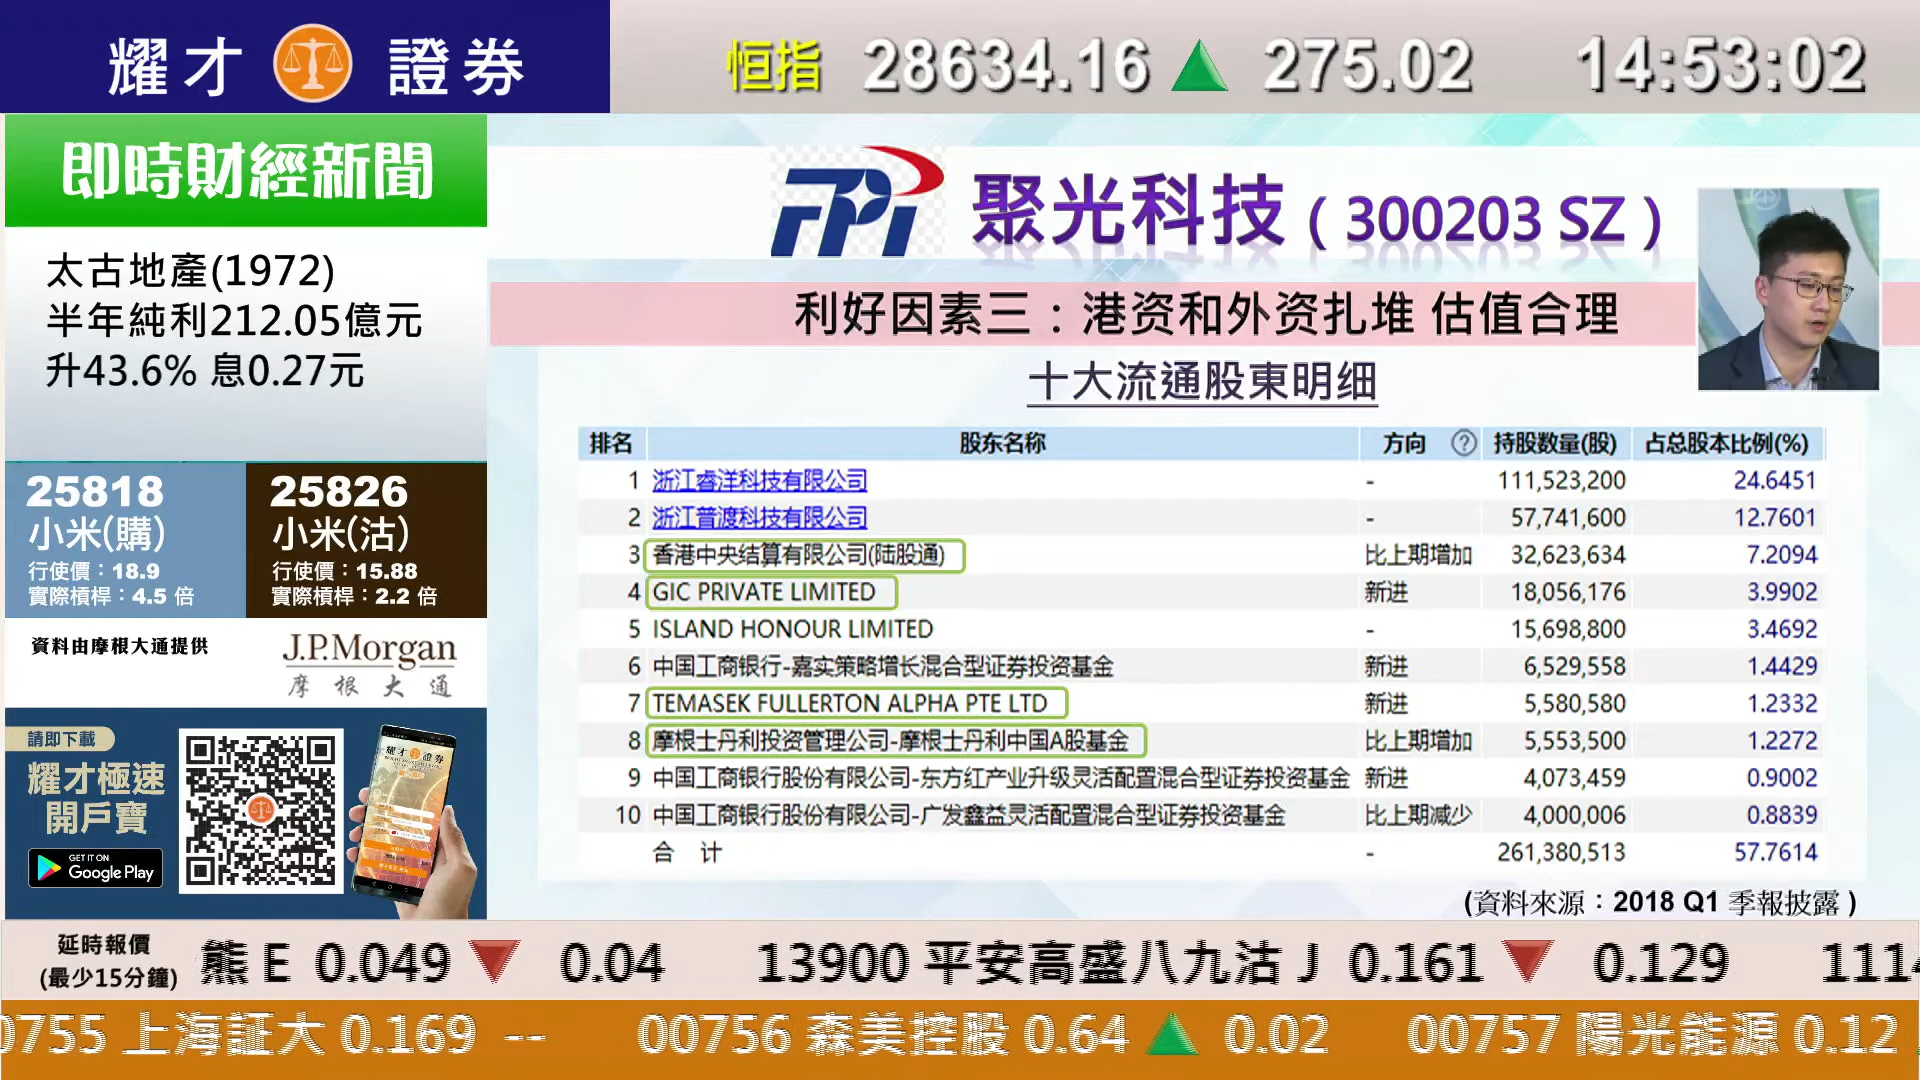 耀才 證券
恒指 28634.16 ▲ 275.02 14:53:02
即時財經新聞
太古地產(1972)
半年純利212.05億元
升43.6% 息0.27元
25818
小米(購)
行使價：18.9
實際槓桿：4.5 倍
25826
小米(沽)
行使價：15.88
實際槓桿：2.2 倍
資料由摩根大通提供
J.P.Morgan
摩根大通
請即下載
耀才極速
開戶寶
GET IT ON
Google Play
耀才證券
FPI 聚光科技（300203 SZ）
利好因素三：港资和外资扎堆 估值合理
十大流通股東明细
排名 股东名称 方向 ? 持股数量(股) 占总股本比例(%)
1 浙江睿洋科技有限公司 - 111,523,200 24.6451
2 浙江普渡科技有限公司 - 57,741,600 12.7601
3 香港中央结算有限公司(陆股通) 比上期增加 32,623,634 7.2094
4 GIC PRIVATE LIMITED 新进 18,056,176 3.9902
5 ISLAND HONOUR LIMITED - 15,698,800 3.4692
6 中国工商银行-嘉实策略增长混合型证券投资基金 新进 6,529,558 1.4429
7 TEMASEK FULLERTON ALPHA PTE LTD 新进 5,580,580 1.2332
8 摩根士丹利投资管理公司-摩根士丹利中国A股基金 比上期增加 5,553,500 1.2272
9 中国工商银行股份有限公司-东方红产业升级灵活配置混合型证券投资基金 新进 4,073,459 0.9002
10 中国工商银行股份有限公司-广发鑫益灵活配置混合型证券投资基金 比上期减少 4,000,006 0.8839
合 计 - 261,380,513 57.7614
(資料來源：2018 Q1 季報披露 )
延時報價
(最少15分鐘)
熊E 0.049 ▼ 0.04 13900 平安高盛八九沽J 0.161 ▼ 0.129 1114
0755 上海証大 0.169 -- 00756 森美控股 0.64 ▲ 0.02 00757 陽光能源 0.12